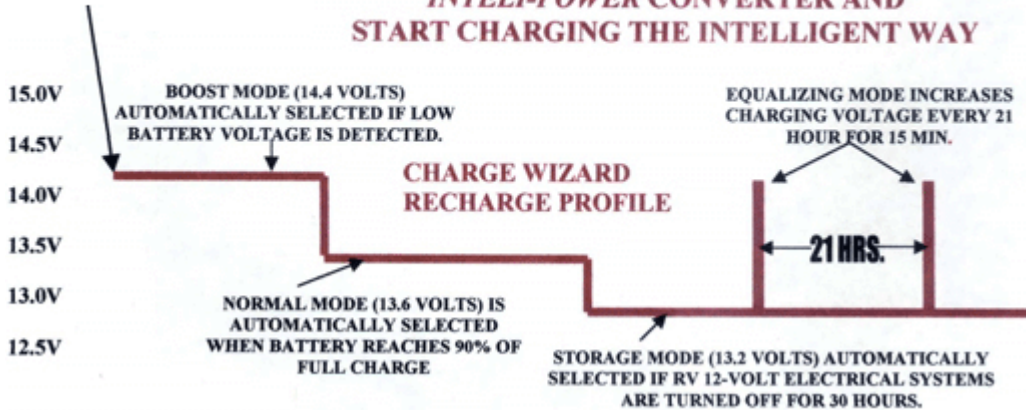 INTELLI-POWER CONVERTER AND
START CHARGING THE INTELLIGENT WAY
15.0V
14.5V
14.0V
13.5V
13.0V
12.5V
BOOST MODE (14.4 VOLTS)
AUTOMATICALLY SELECTED IF LOW
BATTERY VOLTAGE IS DETECTED.
EQUALIZING MODE INCREASES
CHARGING VOLTAGE EVERY 21
HOUR FOR 15 MIN.
CHARGE WIZARD
RECHARGE PROFILE
21 HRS.
NORMAL MODE (13.6 VOLTS) IS
AUTOMATICALLY SELECTED
WHEN BATTERY REACHES 90% OF
FULL CHARGE
STORAGE MODE (13.2 VOLTS) AUTOMATICALLY
SELECTED IF RV 12-VOLT ELECTRICAL SYSTEMS
ARE TURNED OFF FOR 30 HOURS.